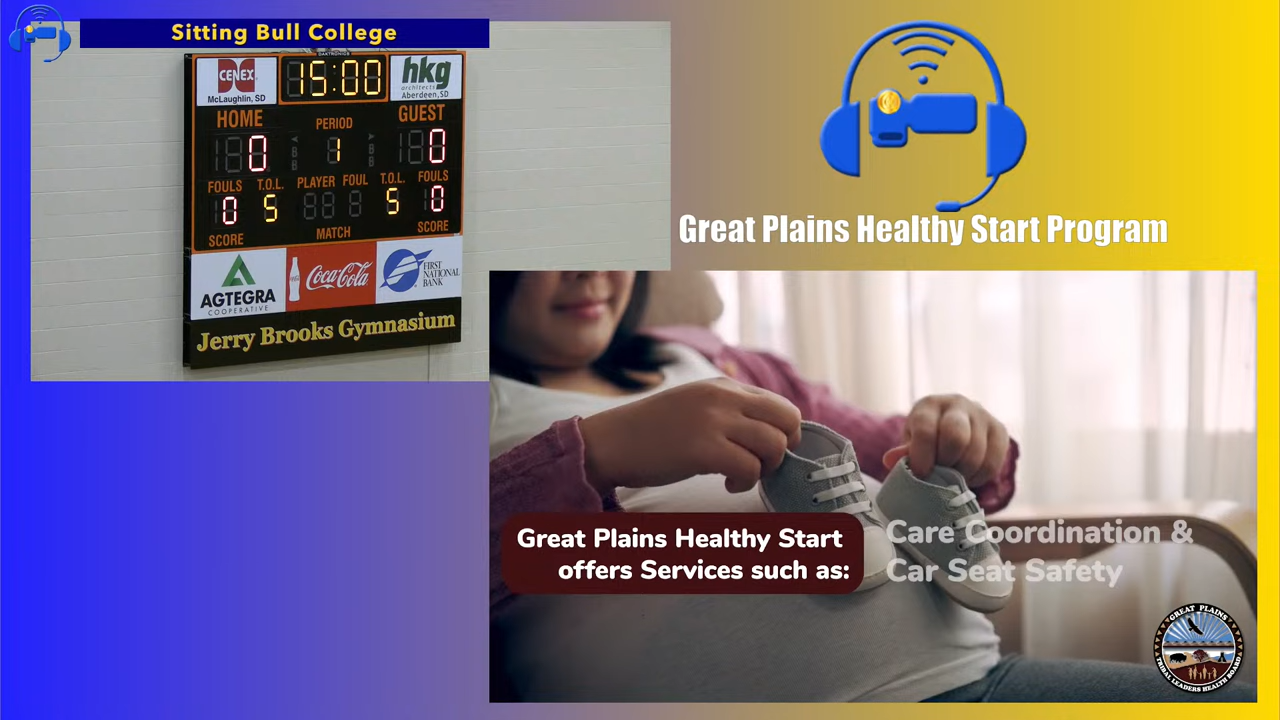 Sitting Bull College
DAKTRONICS
CENEX
McLaughlin, SD
15:00
hkg
architects
Aberdeen, SD
HOME
PERIOD
GUEST
0
1
0
B
B
B
B
FOULS
T.O.L.
PLAYER
FOUL
T.O.L.
FOULS
0
5
5
0
SCORE
MATCH
SCORE
AGTEGRA
COOPERATIVE
Coca-Cola
FIRST
NATIONAL
BANK
Jerry Brooks Gymnasium
Great Plains Healthy Start Program
Great Plains Healthy Start
offers Services such as:
Care Coordination &
Car Seat Safety
GREAT PLAINS
TRIBAL LEADERS HEALTH BOARD